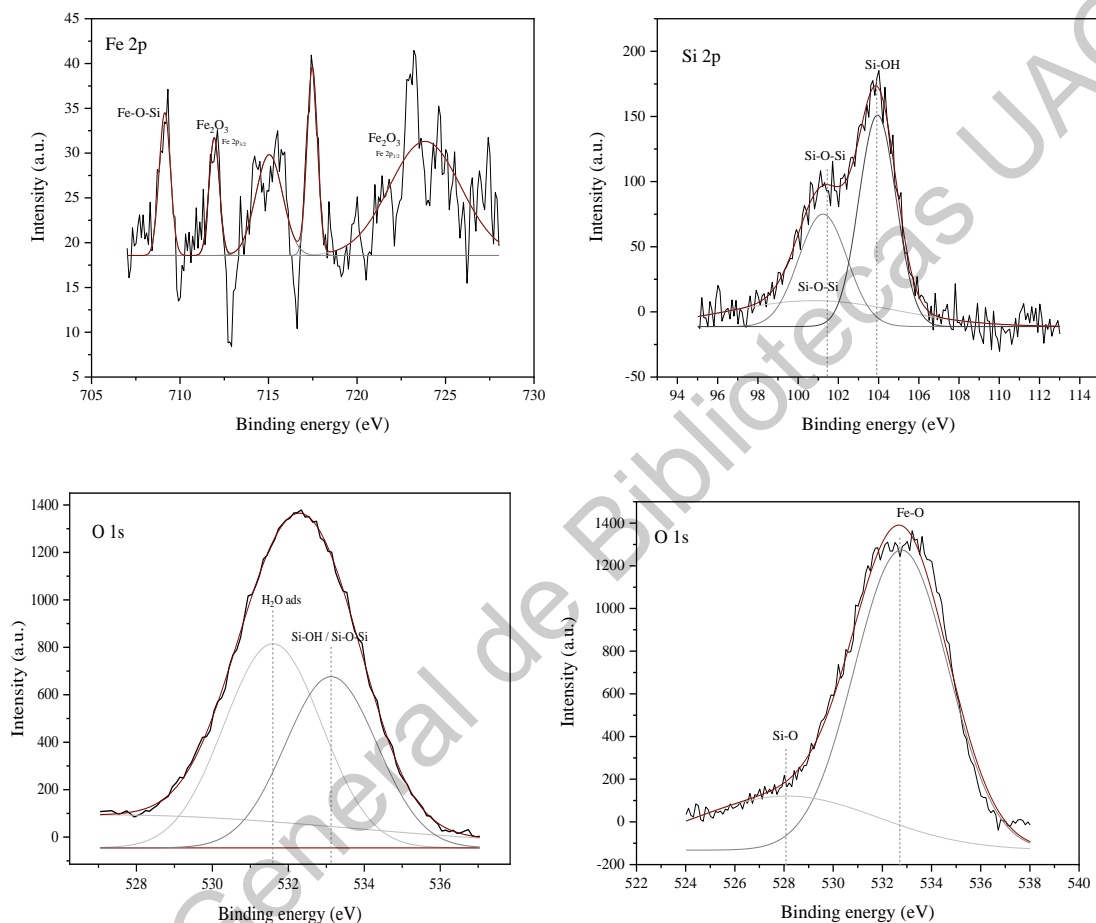 Fe 2p
Fe-O-Si
Fe2O3
Fe 2p3/2
Fe2O3
Fe 2p1/2
45
40
35
30
25
20
15
10
5
705
710
715
720
725
730
Intensity (a.u.)
Binding energy (eV)
Si 2p
Si-OH
Si-O-Si
Si-O-Si
200
150
100
50
0
-50
94
96
98
100
102
104
106
108
110
112
114
Intensity (a.u.)
Binding energy (eV)
O 1s
H2O ads
Si-OH / Si-O-Si
1400
1200
1000
800
600
400
200
0
528
530
532
534
536
Intensity (a.u.)
Binding energy (eV)
O 1s
Fe-O
Si-O
1400
1200
1000
800
600
400
200
0
-200
522
524
526
528
530
532
534
536
538
540
Intensity (a.u.)
Binding energy (eV)
General de Bibliotecas UAQ